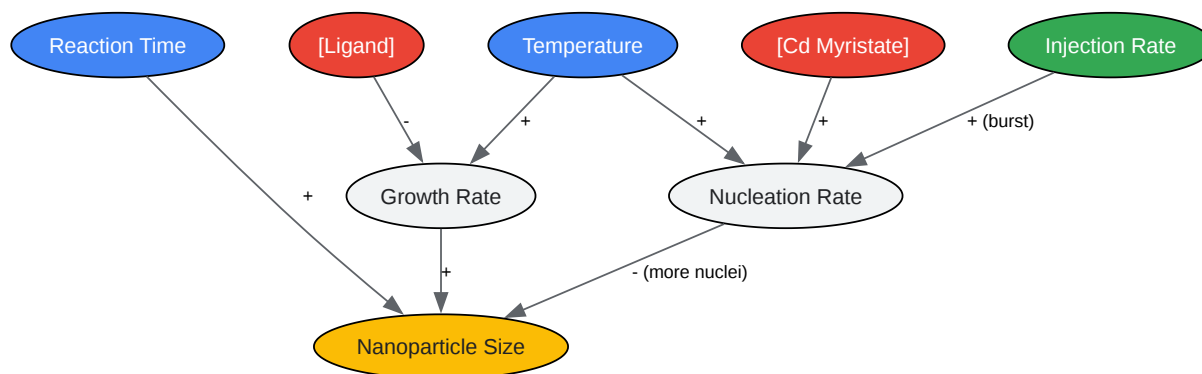 Reaction Time
[Ligand]
Temperature
[Cd Myristate]
Injection Rate
-
+
+
+
+ (burst)
Growth Rate
Nucleation Rate
+
+
- (more nuclei)
Nanoparticle Size